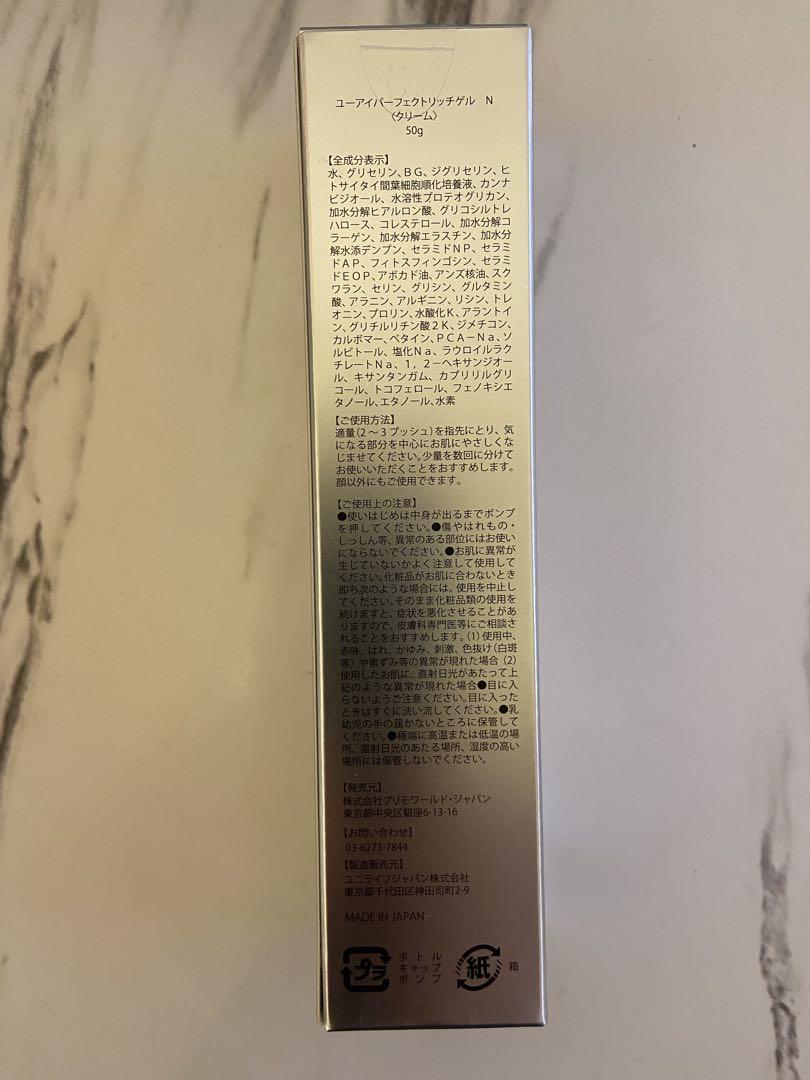 ユーアイパーフェクトリッチゲル　N
〈クリーム〉
50g
【全成分表示】
水、グリセリン、BG、ジグリセリン、ヒ
トサイタイ間葉細胞順化培養液、カンナ
ビジオール、水溶性プロテオグリカン、
加水分解ヒアルロン酸、グリコシルトレ
ハロース、コレステロール、加水分解コ
ラーゲン、加水分解エラスチン、加水分
解水添デンプン、セラミドNP、セラミ
ドAP、フィトスフィンゴシン、セラミ
ドEOP、アボカド油、アンズ核油、スク
ワラン、セリン、グリシン、グルタミン
酸、アラニン、アルギニン、リシン、トレ
オニン、プロリン、水酸化K、アラントイ
ン、グリチルリチン酸2K、ジメチコン、
カルボマー、ベタイン、PCA－Na、ソ
ルビトール、塩化Na、ラウロイルラク
チレートNa、1，2－ヘキサンジオー
ル、キサンタンガム、カプリリルグリ
コール、トコフェロール、フェノキシエ
タノール、エタノール、水素
【ご使用方法】
適量(2～3プッシュ)を指先にとり、気
になる部分を中心にお肌にやさしくな
じませてください。少量を数回に分けて
お使いいただくことをおすすめします。
顔以外にもご使用できます。
【ご使用上の注意】
●使いはじめは中身が出るまでポンプ
を押してください。●傷やはれもの・
しっしん等、異常のある部位にはお使い
にならないでください。●お肌に異常が
生じていないかよく注意して使用して
ください。化粧品がお肌に合わないとき
即ち次のような場合には、使用を中止し
てください。そのまま化粧品類の使用を
続けますと、症状を悪化させることがあ
りますので、皮膚科専門医等にご相談さ
れることをおすすめします。(1)使用中、
赤味、はれ、かゆみ、刺激、色抜け(白斑
等)や黒ずみ等の異常が現れた場合(2)
使用したお肌に、直射日光があたって上
記のような異常が現れた場合●目に入
らないようご注意ください。目に入った
ときはすぐに洗い流してください。●乳
幼児の手の届かないところに保管して
ください。●極端に高温または低温の場
所、直射日光のあたる場所、湿度の高い
場所には保管しないでください。
【発売元】
株式会社プリモワールド・ジャパン
東京都中央区銀座6-13-16
【お問い合わせ】
03-6273-7844
【製造販売元】
ユニライフジャパン株式会社
東京都千代田区神田司町2-9
MADE IN JAPAN
プラ
ボトル
キャップ
ポンプ
紙
箱